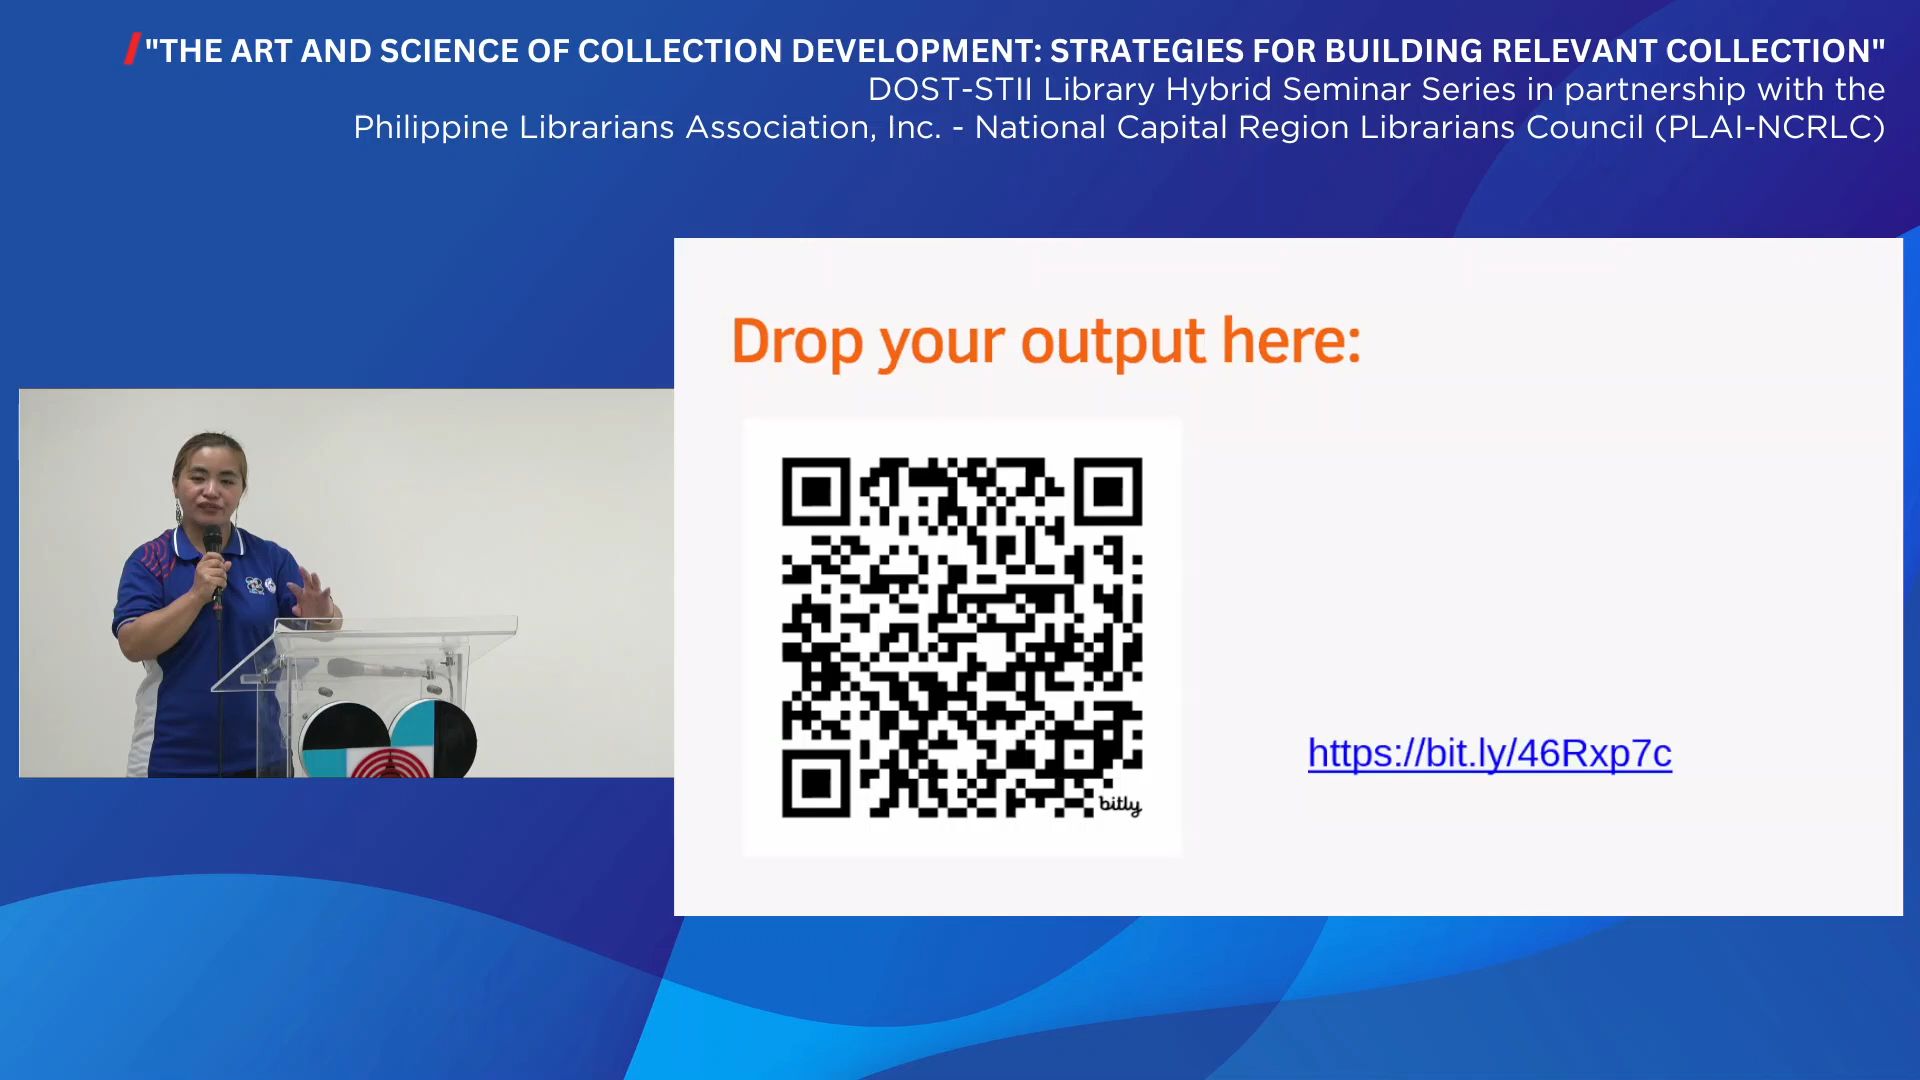 "THE ART AND SCIENCE OF COLLECTION DEVELOPMENT: STRATEGIES FOR BUILDING RELEVANT COLLECTION"
DOST-STII Library Hybrid Seminar Series in partnership with the
Philippine Librarians Association, Inc. - National Capital Region Librarians Council (PLAI-NCRLC)
Drop your output here:
bitly
https://bit.ly/46Rxp7c